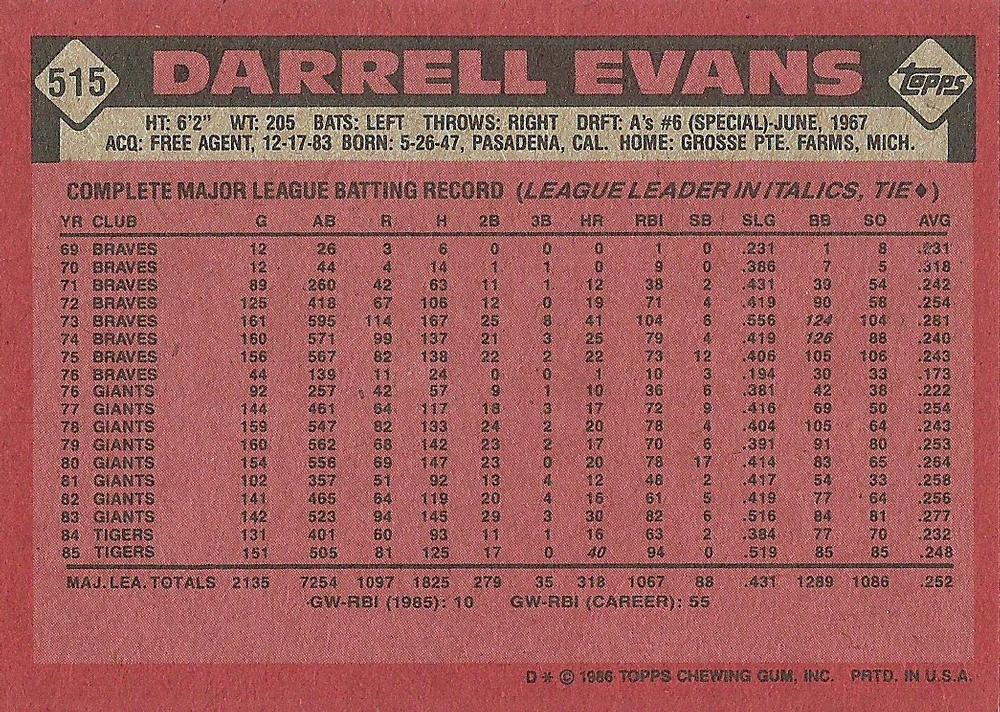 515 DARRELL EVANS TOPPS
HT: 6'2" WT: 205 BATS: LEFT THROWS: RIGHT DRFT: A's #6 (SPECIAL)-JUNE, 1967
ACQ: FREE AGENT, 12-17-83 BORN: 5-26-47, PASADENA, CAL. HOME: GROSSE PTE. FARMS, MICH.
COMPLETE MAJOR LEAGUE BATTING RECORD (LEAGUE LEADER IN ITALICS, TIE♦)
YR CLUB G AB R H 2B 3B HR RBI SB SLG BB SO AVG
69 BRAVES 12 26 3 6 0 0 0 1 0 .231 1 8 .231
70 BRAVES 12 44 4 14 1 1 0 9 0 .386 7 5 .318
71 BRAVES 89 260 42 63 11 1 12 38 2 .431 39 54 .242
72 BRAVES 125 418 67 106 12 0 19 71 4 .419 90 58 .254
73 BRAVES 161 595 114 167 25 8 41 104 6 .556 124 104 .281
74 BRAVES 160 571 99 137 21 3 25 79 4 .419 126 88 .240
75 BRAVES 156 567 82 138 22 2 22 73 12 .406 105 106 .243
76 BRAVES 44 139 11 24 0 0 1 10 3 .194 30 33 .173
76 GIANTS 92 257 42 57 9 1 10 36 6 .381 42 38 .222
77 GIANTS 144 461 64 117 18 3 17 72 9 .416 69 50 .254
78 GIANTS 159 547 82 133 24 2 20 78 4 .404 105 64 .243
79 GIANTS 160 562 68 142 23 2 17 70 6 .391 91 80 .253
80 GIANTS 154 556 69 147 23 0 20 78 17 .414 83 65 .264
81 GIANTS 102 357 51 92 13 4 12 48 2 .417 54 33 .258
82 GIANTS 141 465 64 119 20 4 16 61 5 .419 77 64 .256
83 GIANTS 142 523 94 145 29 3 30 82 6 .516 84 81 .277
84 TIGERS 131 401 60 93 11 1 16 63 2 .384 77 70 .232
85 TIGERS 151 505 81 125 17 0 40 94 0 .519 85 85 .248
MAJ. LEA. TOTALS 2135 7254 1097 1825 279 35 318 1067 88 .431 1289 1086 .252
GW-RBI (1985): 10 GW-RBI (CAREER): 55
D * © 1986 TOPPS CHEWING GUM, INC. PRTD. IN U.S.A.